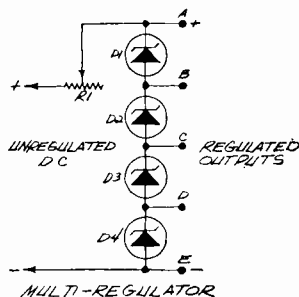 A +
D1
+ B
R1
D2
UNREGULATED DC
C
REGULATED OUTPUTS
D3
D
D4
- E -
MULTI-REGULATOR